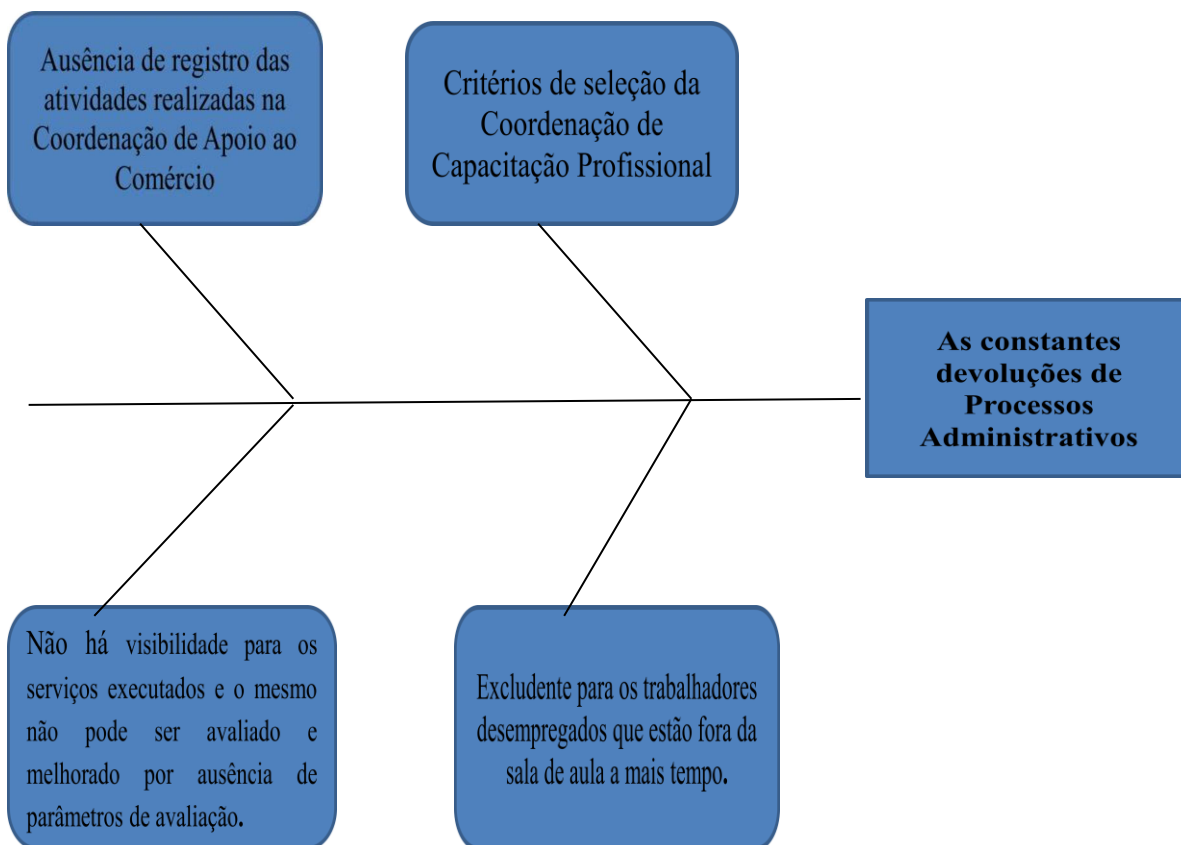 Ausência de registro das
atividades realizadas na
Coordenação de Apoio ao
Comércio
Critérios de seleção da
Coordenação de
Capacitação Profissional
As constantes
devoluções de
Processos
Administrativos
Não há visibilidade para os
serviços executados e o mesmo
não pode ser avaliado e
melhorado por ausência de
parâmetros de avaliação.
Excludente para os trabalhadores
desempregados que estão fora da
sala de aula a mais tempo.